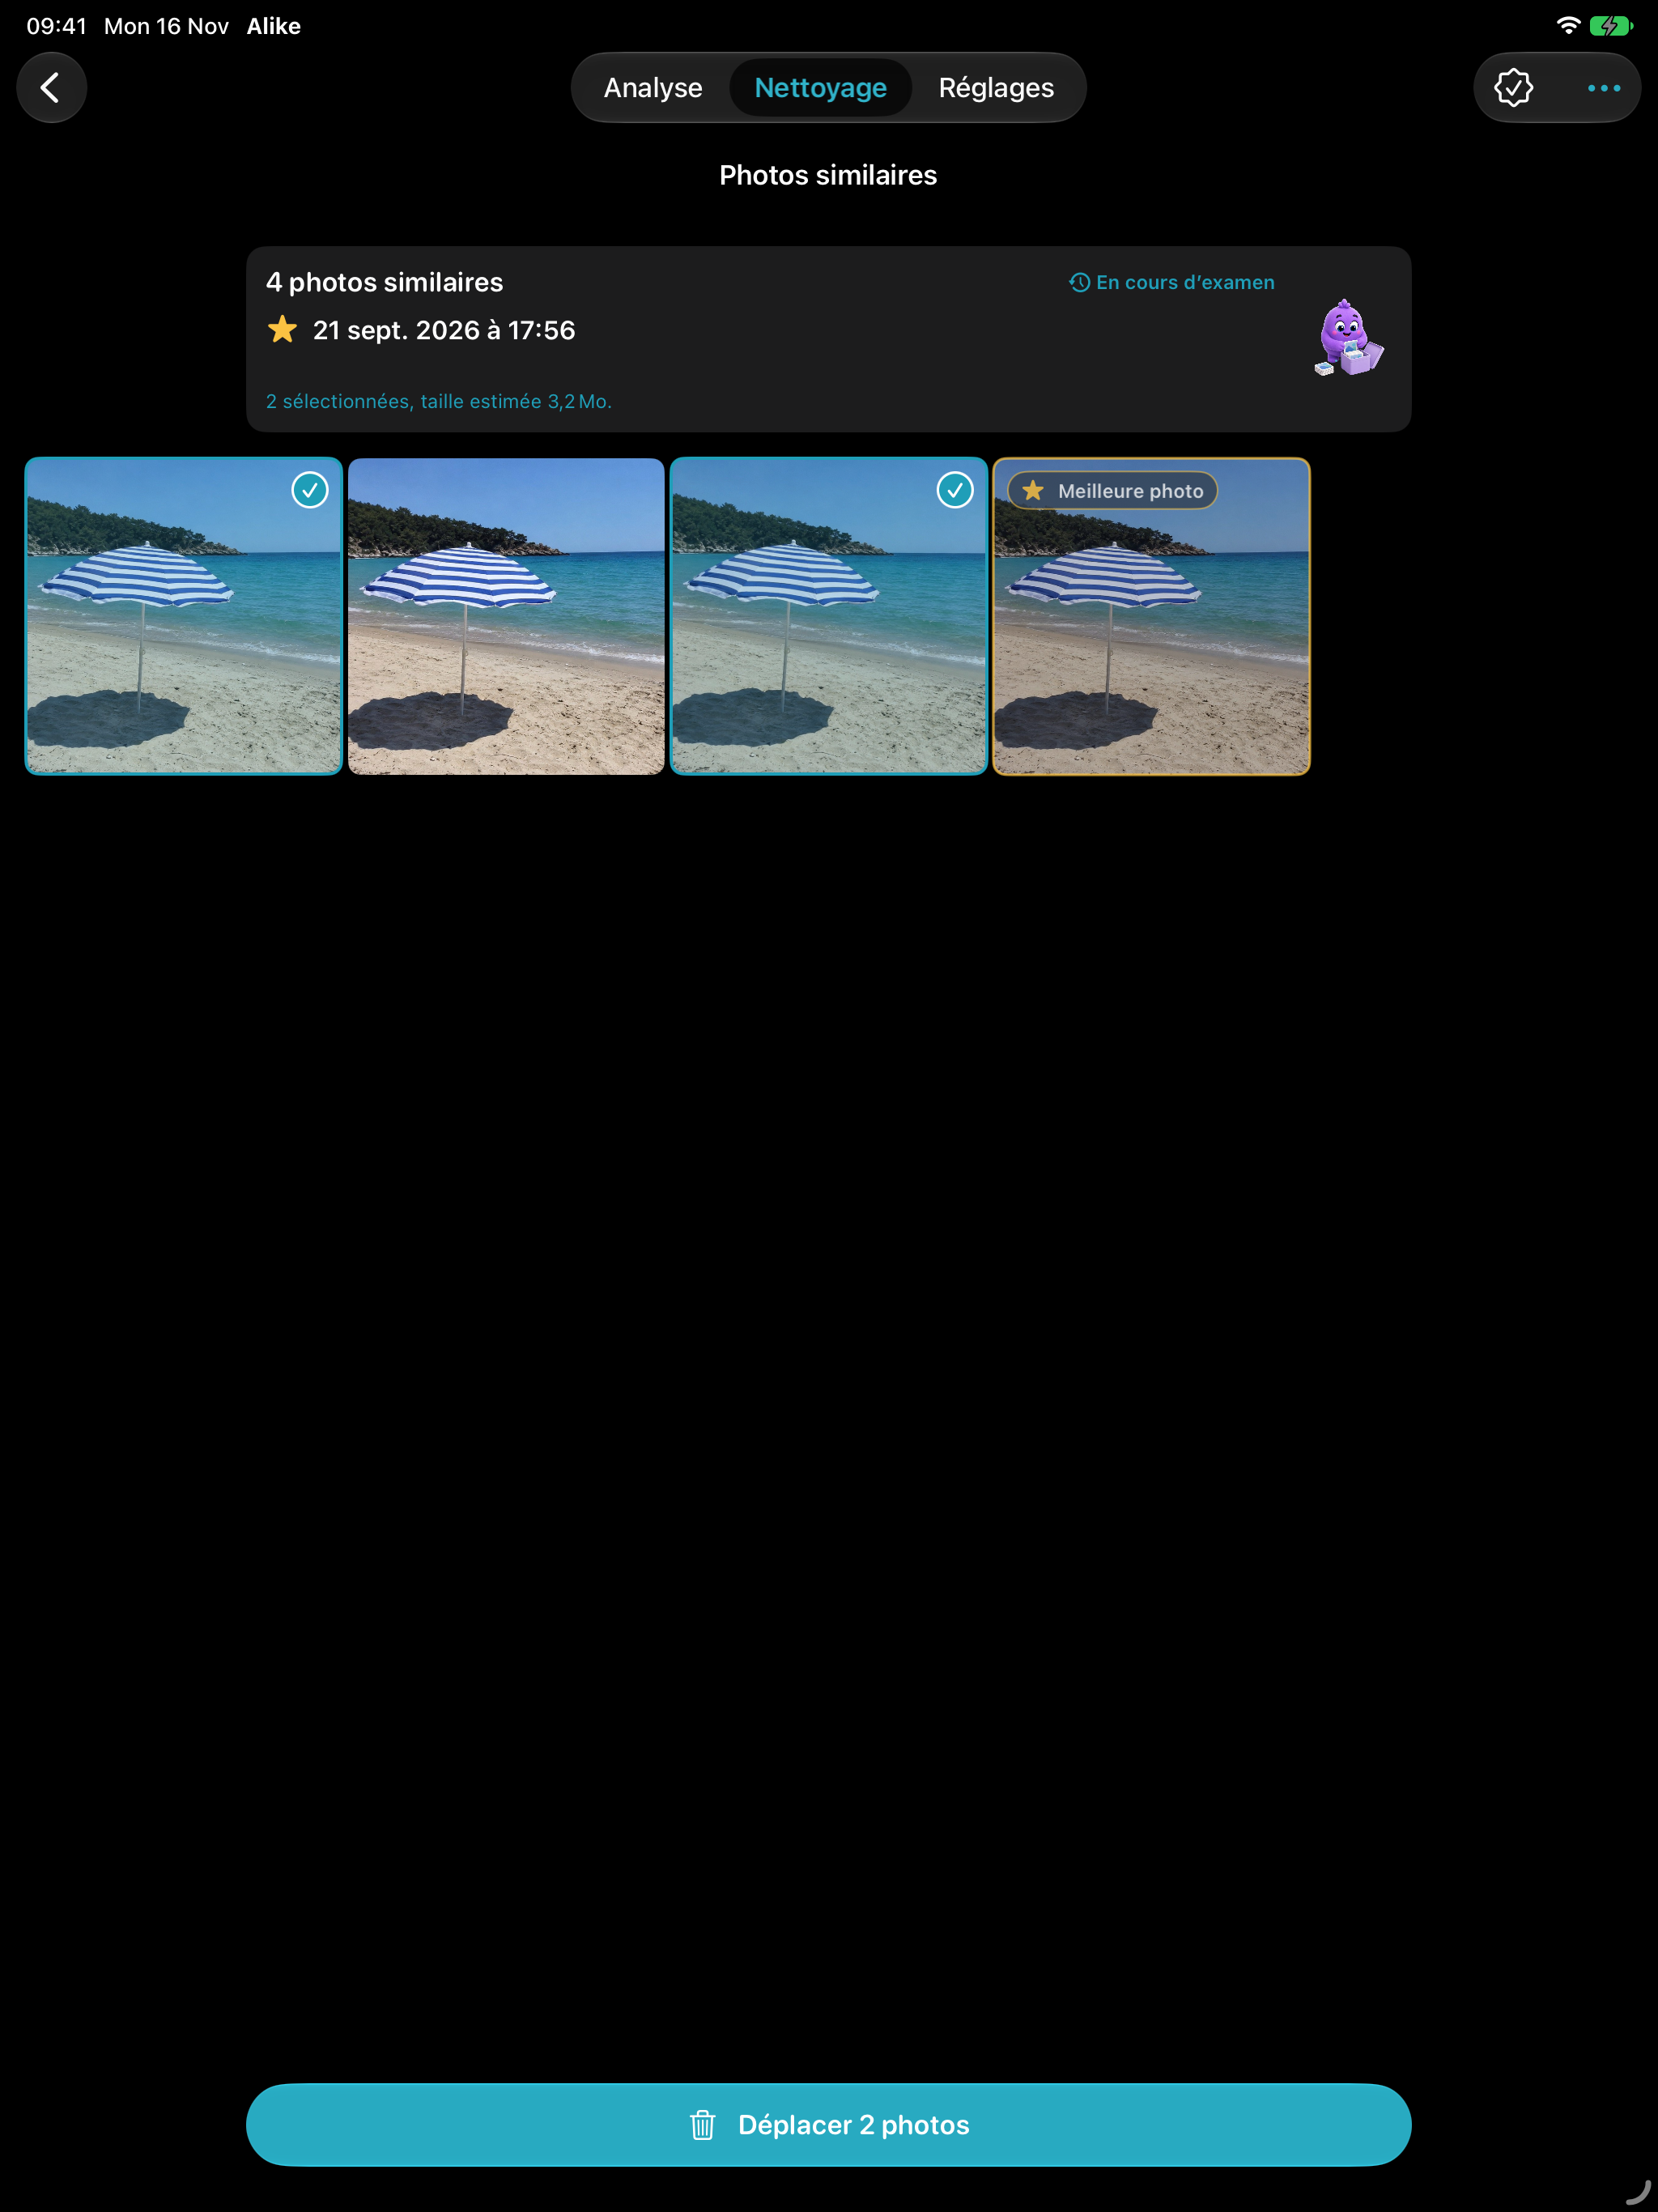 09:41 Mon 16 Nov Alike
Analyse Nettoyage Réglages
Photos similaires
4 photos similaires
En cours d’examen
21 sept. 2026 à 17:56
2 sélectionnées, taille estimée 3,2 Mo.
Meilleure photo
Déplacer 2 photos